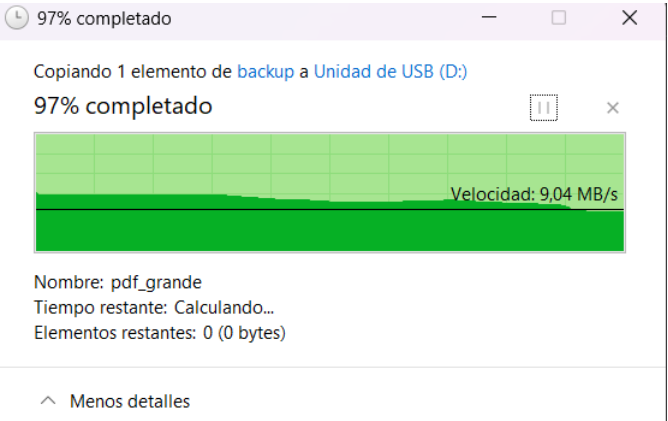 97% completado
Copiando 1 elemento de backup a Unidad de USB (D:)
97% completado
Velocidad: 9,04 MB/s
Nombre: pdf_grande
Tiempo restante: Calculando...
Elementos restantes: 0 (0 bytes)
Menos detalles